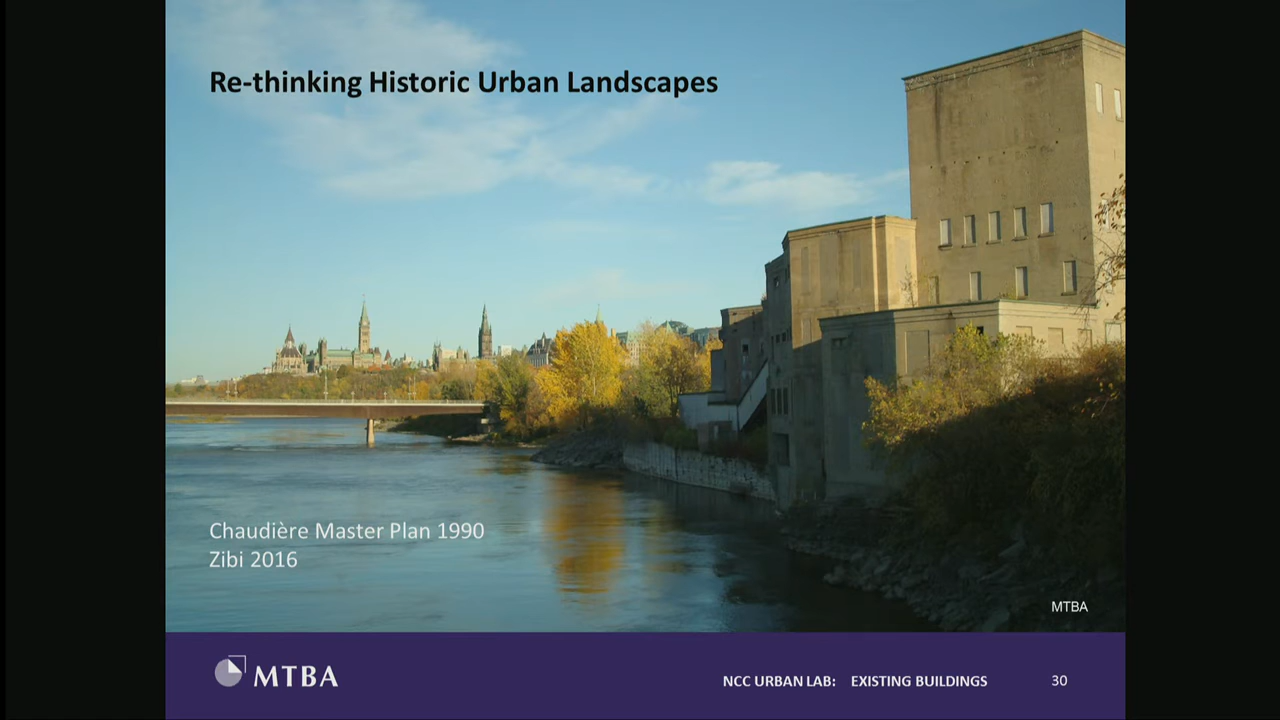 Re-thinking Historic Urban Landscapes
Chaudière Master Plan 1990
Zibi 2016
MTBA
MTBA
NCC URBAN LAB: EXISTING BUILDINGS
30